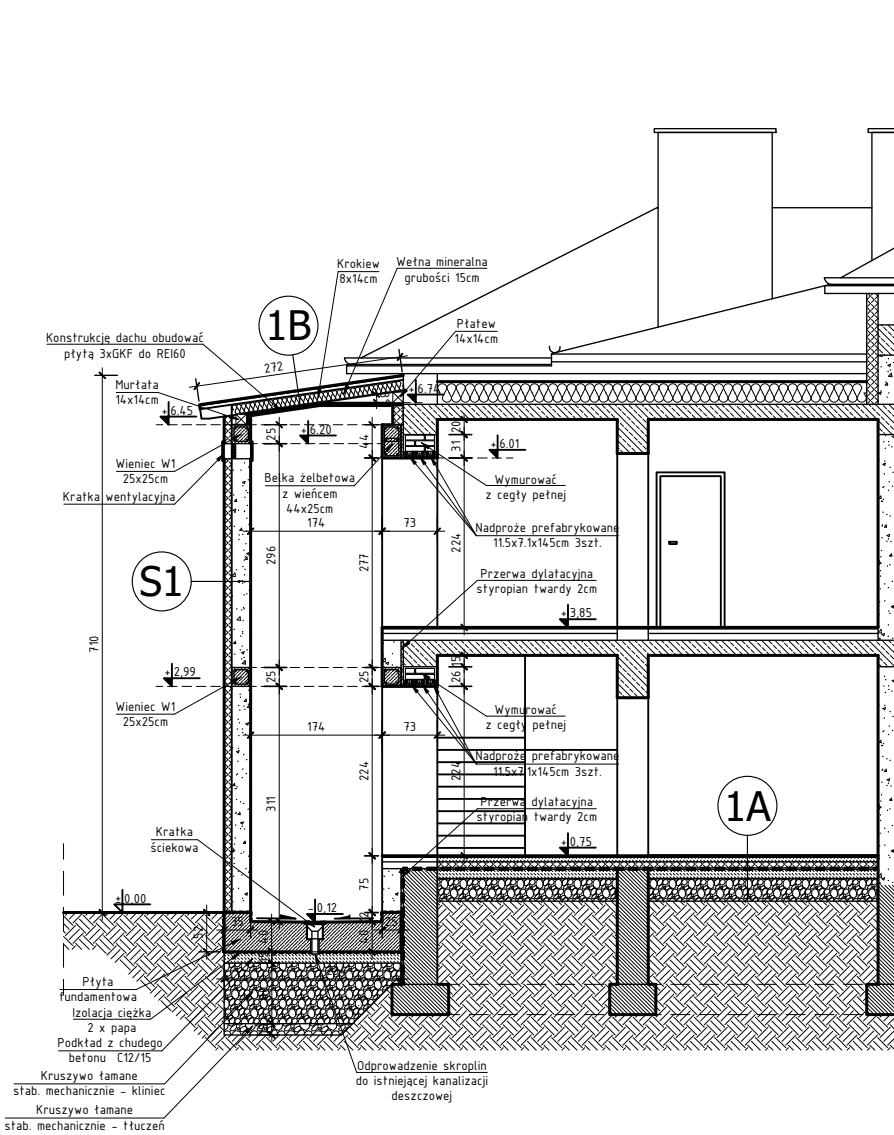 Krokiew
8x14cm
Wełna mineralna
grubości 15cm
1B
Płatew
14x14cm
Konstrukcję dachu obudować
płytą 3xGKF do REI60
272
Murłata
14x14cm
+6.74
+6.45
+6.20
+6.01
25
44
31
20
Wieniec W1
25x25cm
Kratka wentylacyjna
Belka żelbetowa
z wieńcem
44x25cm
Wymurować
z cegły pełnej
174
73
Nadproże prefabrykowane
11.5x7.1x145cm 3szt.
296
277
224
S1
Przerwa dylatacyjna
styropian twardy 2cm
+3,85
710
+2,99
25
25
26
15
Wieniec W1
25x25cm
Wymurować
z cegły pełnej
174
73
Nadproże prefabrykowane
11.5x7.1x145cm 3szt.
224
224
311
1A
Przerwa dylatacyjna
styropian twardy 2cm
Kratka
ściekowa
+0,75
75
±0.00
-0,12
40
40
Płyta
fundamentowa
Izolacja ciężka
2 x papa
Podkład z chudego
betonu C12/15
Kruszywo łamane
stab. mechanicznie - kliniec
Kruszywo łamane
stab. mechanicznie - tłuczeń
Odprowadzenie skroplin
do istniejącej kanalizacji
deszczowej